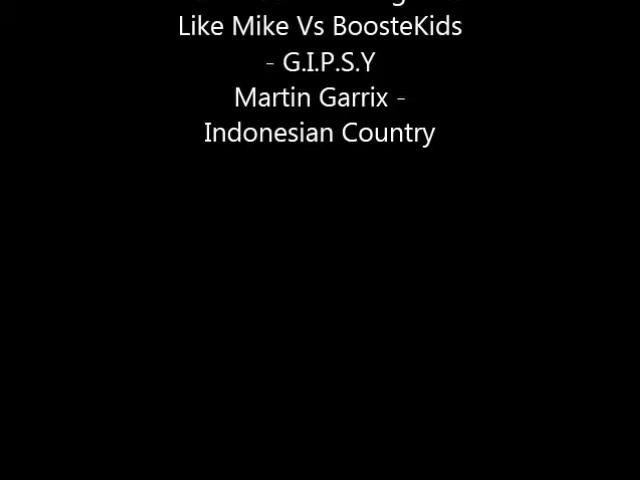 Like Mike Vs BoosteKids
- G.I.P.S.Y
Martin Garrix -
Indonesian Country